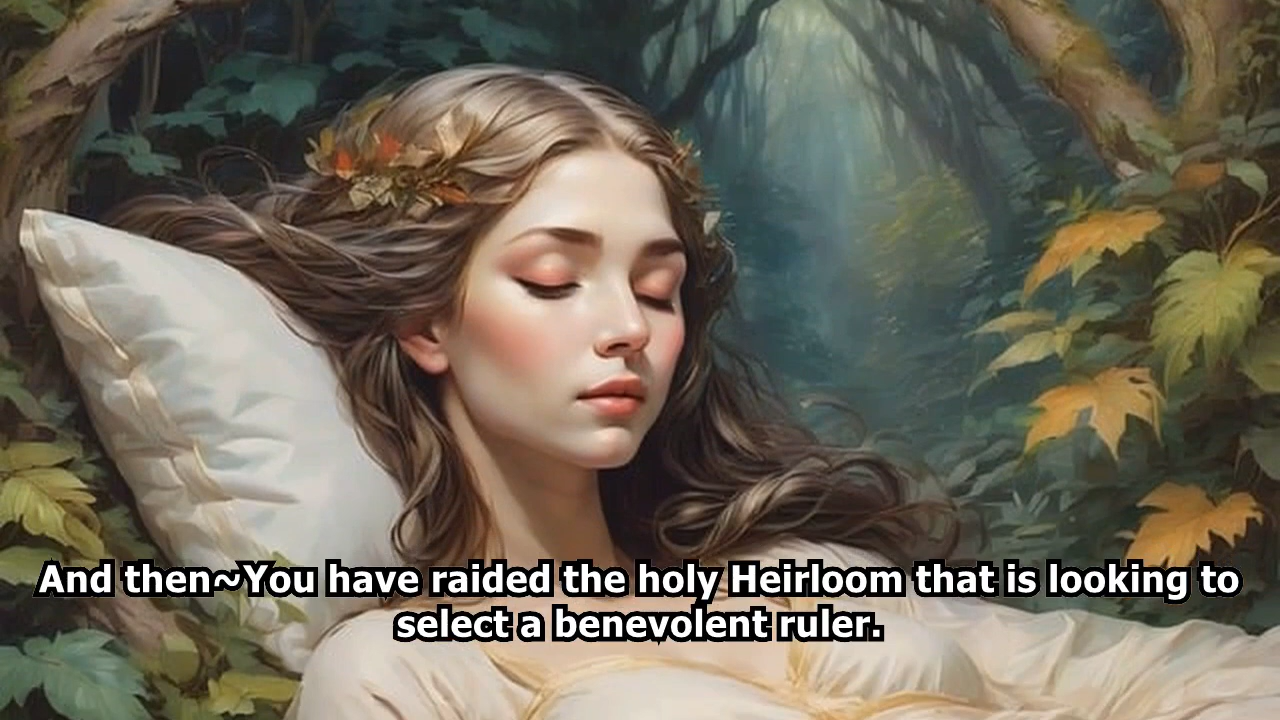 And then~You have raided the holy Heirloom that is looking to
select a benevolent ruler.